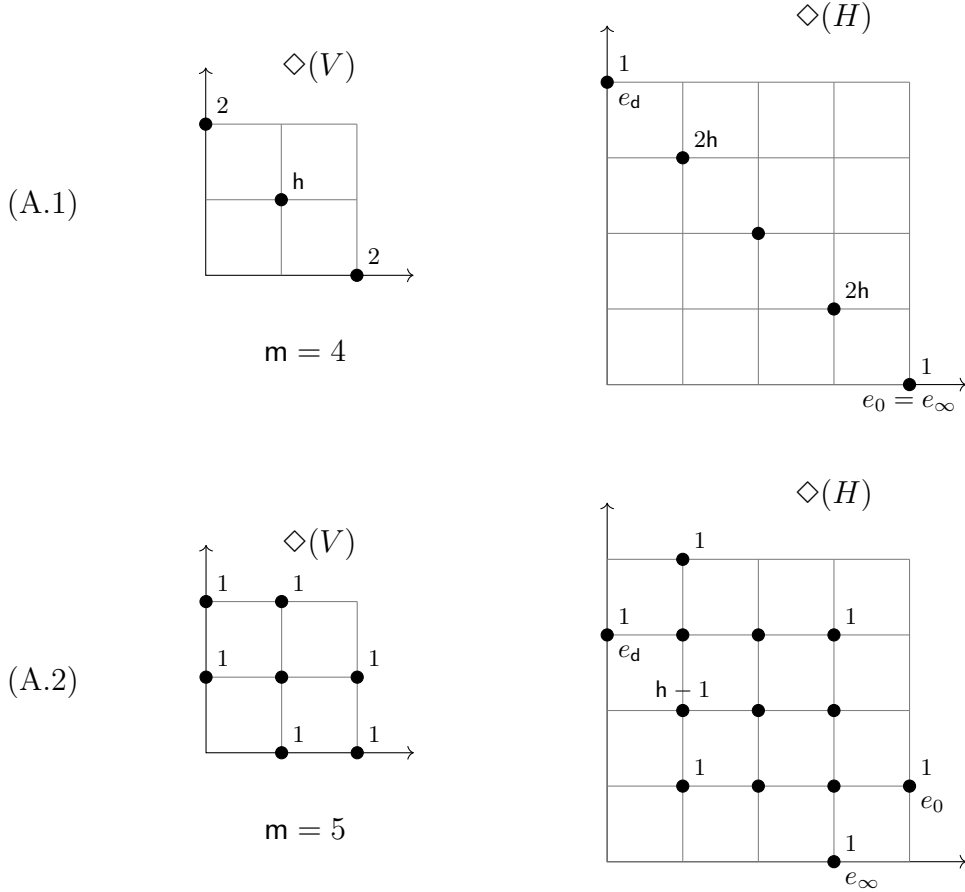 ◇(H)
◇(V)
1
e_d
2
2h
h
(A.1)
2
2h
1
m = 4
e_0 = e_∞
◇(H)
◇(V)
1
1 1
1 1
e_d
1 1
(A.2)
h − 1
1 1
1 1
e_0
m = 5
1
e_∞